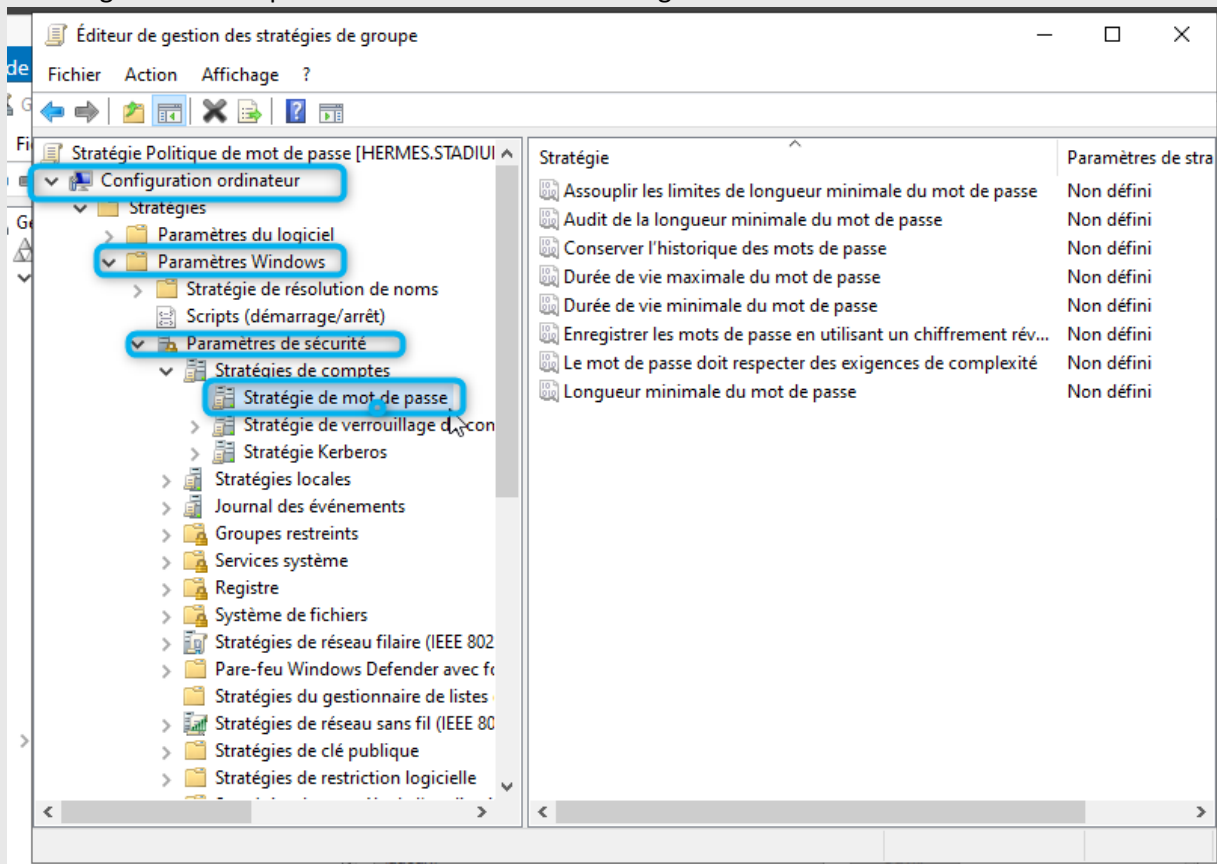 Éditeur de gestion des stratégies de groupe
de
Fichier Action Affichage ?
G
Fi
Stratégie Politique de mot de passe [HERMES.STADIUI
Configuration ordinateur
Stratégies
Paramètres du logiciel
Paramètres Windows
Stratégie de résolution de noms
Scripts (démarrage/arrêt)
Paramètres de sécurité
Stratégies de comptes
Stratégie de mot de passe
Stratégie de verrouillage con
Stratégie Kerberos
Stratégies locales
Journal des événements
Groupes restreints
Services système
Registre
Système de fichiers
Stratégies de réseau filaire (IEEE 802
Pare-feu Windows Defender avec fo
Stratégies du gestionnaire de listes
Stratégies de réseau sans fil (IEEE 80
Stratégies de clé publique
Stratégies de restriction logicielle
Stratégie Paramètres de stra
Assouplir les limites de longueur minimale du mot de passe Non défini
Audit de la longueur minimale du mot de passe Non défini
Conserver l'historique des mots de passe Non défini
Durée de vie maximale du mot de passe Non défini
Durée de vie minimale du mot de passe Non défini
Enregistrer les mots de passe en utilisant un chiffrement rév... Non défini
Le mot de passe doit respecter des exigences de complexité Non défini
Longueur minimale du mot de passe Non défini